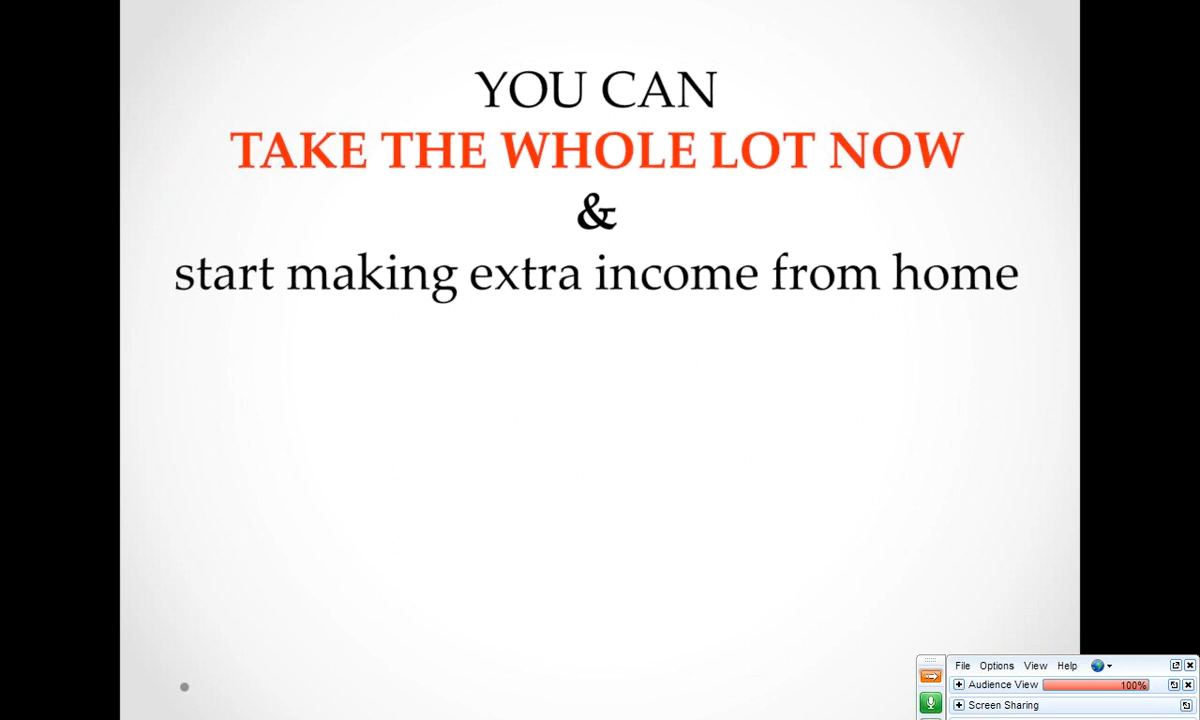 YOU CAN
TAKE THE WHOLE LOT NOW
&
start making extra income from home
File Options View Help
Audience View 100%
Screen Sharing